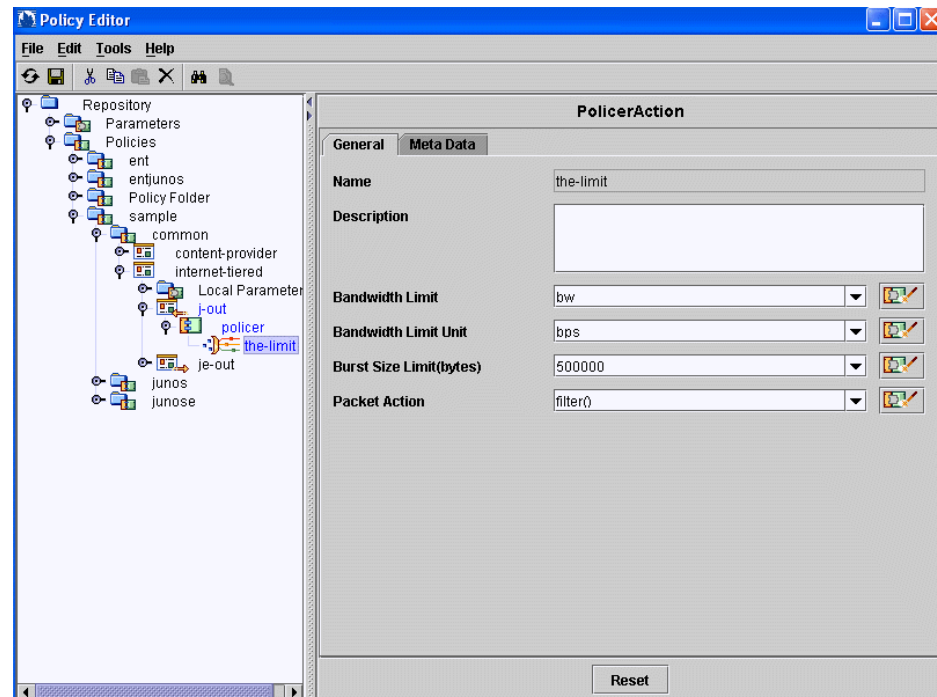 Policy Editor
File Edit Tools Help
Repository
Parameters
Policies
ent
entjunos
Policy Folder
sample
common
content-provider
internet-tiered
Local Parameter
j-out
policer
the-limit
je-out
junos
junose
PolicerAction
General Meta Data
Name the-limit
Description
Bandwidth Limit bw
Bandwidth Limit Unit bps
Burst Size Limit(bytes) 500000
Packet Action filter()
Reset